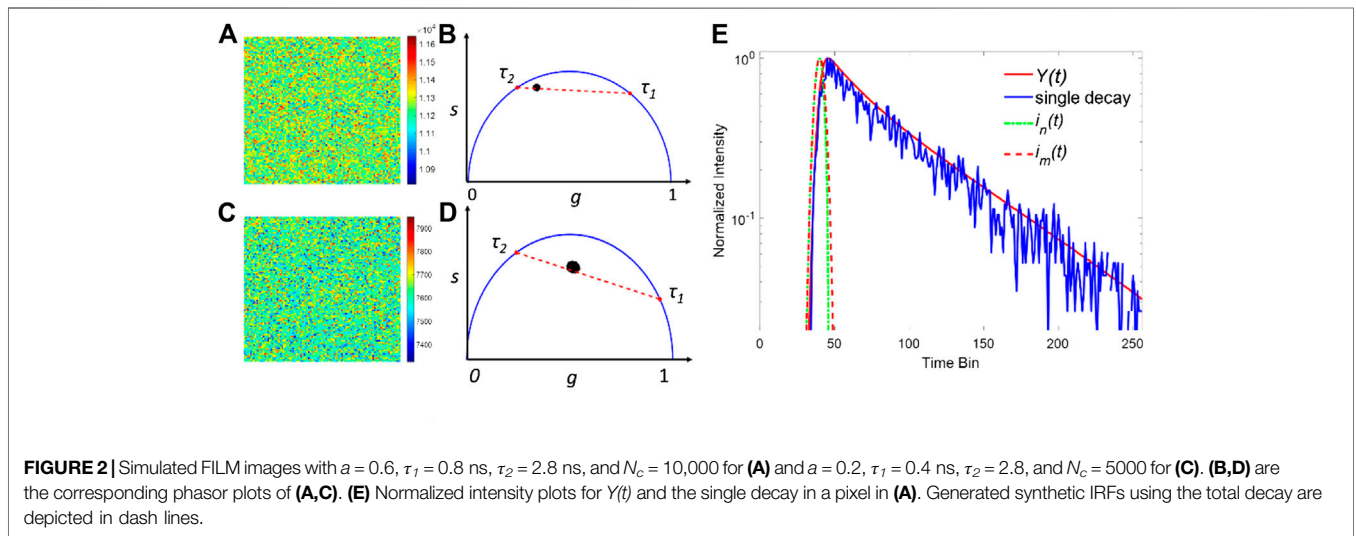 A
×10⁴
1.16
1.15
1.14
1.13
1.12
1.11
1.1
1.09
B
τ2
τ1
s
0
1
g
C
7900
7800
7700
7600
7500
7400
D
τ2
τ1
s
0
1
g
E
Normalized Intensity
10⁰
10⁻¹
Y(t)
single decay
i_n(t)
i_m(t)
0
50
100
150
200
250
Time Bin
FIGURE 2 | Simulated FILM images with a = 0.6, τ1 = 0.8 ns, τ2 = 2.8 ns, and Nc = 10,000 for (A) and a = 0.2, τ1 = 0.4 ns, τ2 = 2.8, and Nc = 5000 for (C). (B,D) are
the corresponding phasor plots of (A,C). (E) Normalized intensity plots for Y(t) and the single decay in a pixel in (A). Generated synthetic IRFs using the total decay are
depicted in dash lines.